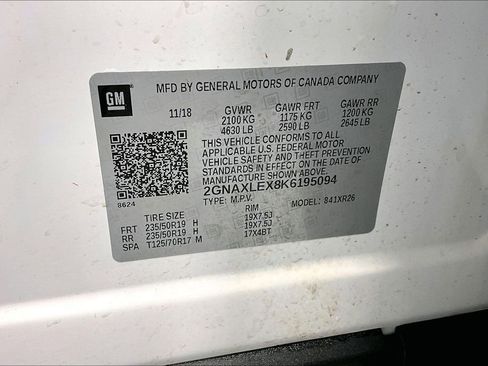 GM
MFD BY GENERAL MOTORS OF CANADA COMPANY
11/18 GVWR GAWR FRT GAWR RR
2100 KG 1175 KG 1200 KG
4630 LB 2590 LB 2645 LB
THIS VEHICLE CONFORMS TO ALL
APPLICABLE U.S. FEDERAL MOTOR
VEHICLE SAFETY AND THEFT PREVENTION
STANDARDS IN EFFECT ON THE DATE OF
MANUFACTURE SHOWN ABOVE.
2GNAXLEX8K6195094
8624 TYPE: M.P.V. MODEL: 841XR26
TIRE SIZE RIM
FRT 235/50R19 H 19X7.5J
RR 235/50R19 H 19X7.5J
SPA T125/70R17 M 17X4BT